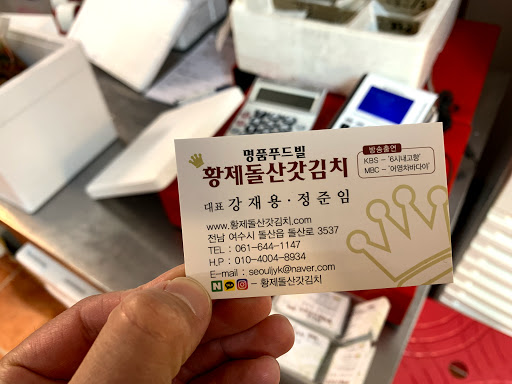 명품푸드빌
황제돌산갓김치
방송출연
KBS - '6시내고향'
MBC - '어영차바다야'
대표 강재용 · 정준임
www.황제돌산갓김치.com
전남 여수시 돌산읍 돌산로 3537
TEL : 061-644-1147
H.P : 010-4004-8934
E-mail : seouljyk@naver.com
N - 황제돌산갓김치